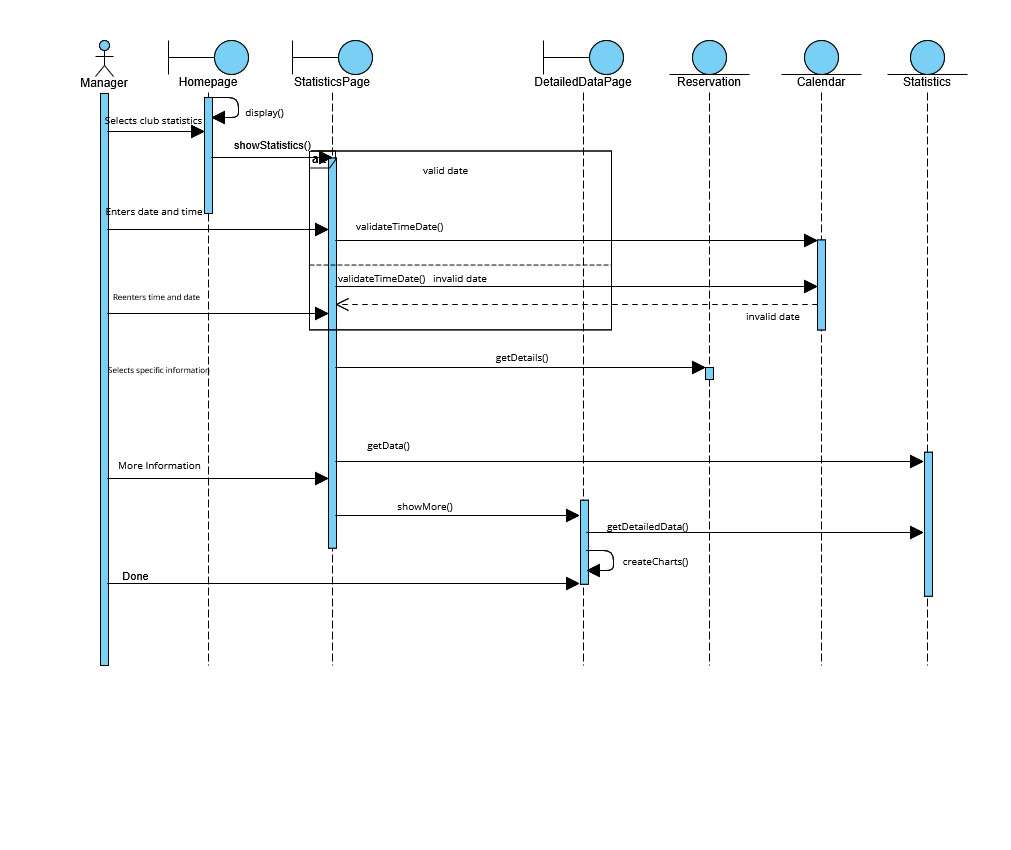 Manager
Homepage
StatisticsPage
DetailedDataPage
Reservation
Calendar
Statistics
display()
Selects club statistics
showStatistics()
valid date
Enters date and time
validateTimeDate()
validateTimeDate()
invalid date
Reenters time and date
invalid date
getDetails()
Selects specific information
getData()
More Information
showMore()
getDetailedData()
createCharts()
Done